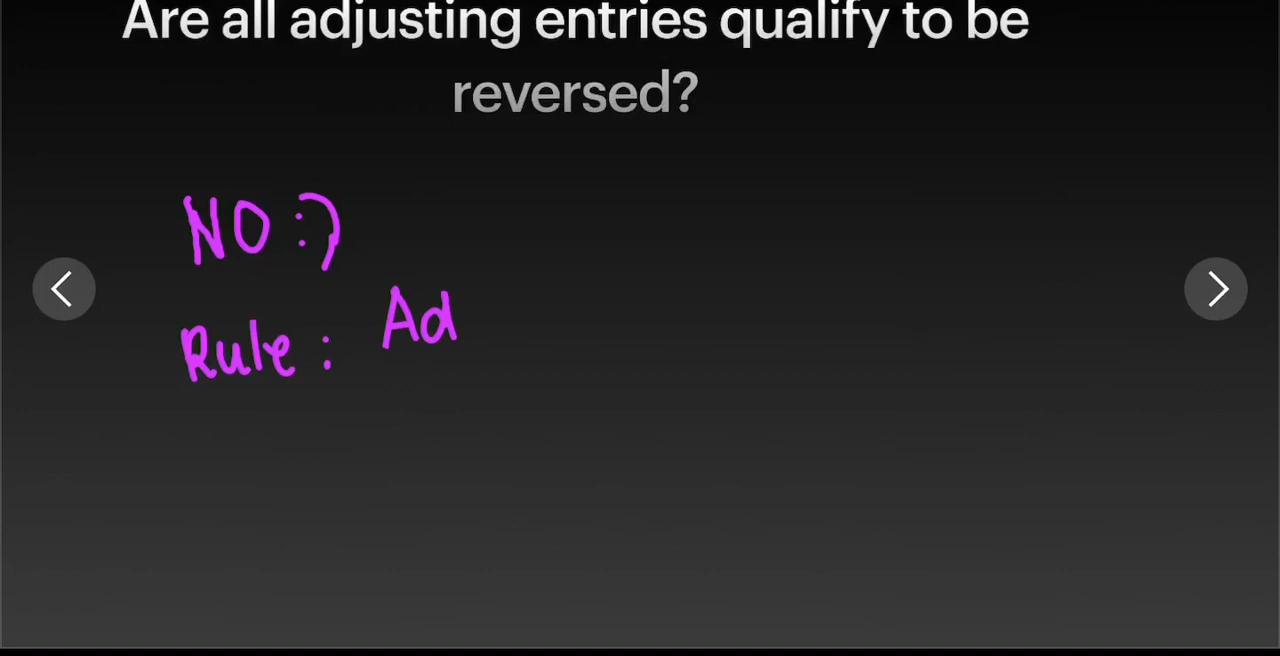 Are all adjusting entries qualify to be
reversed?
NO :)
Rule : Ad